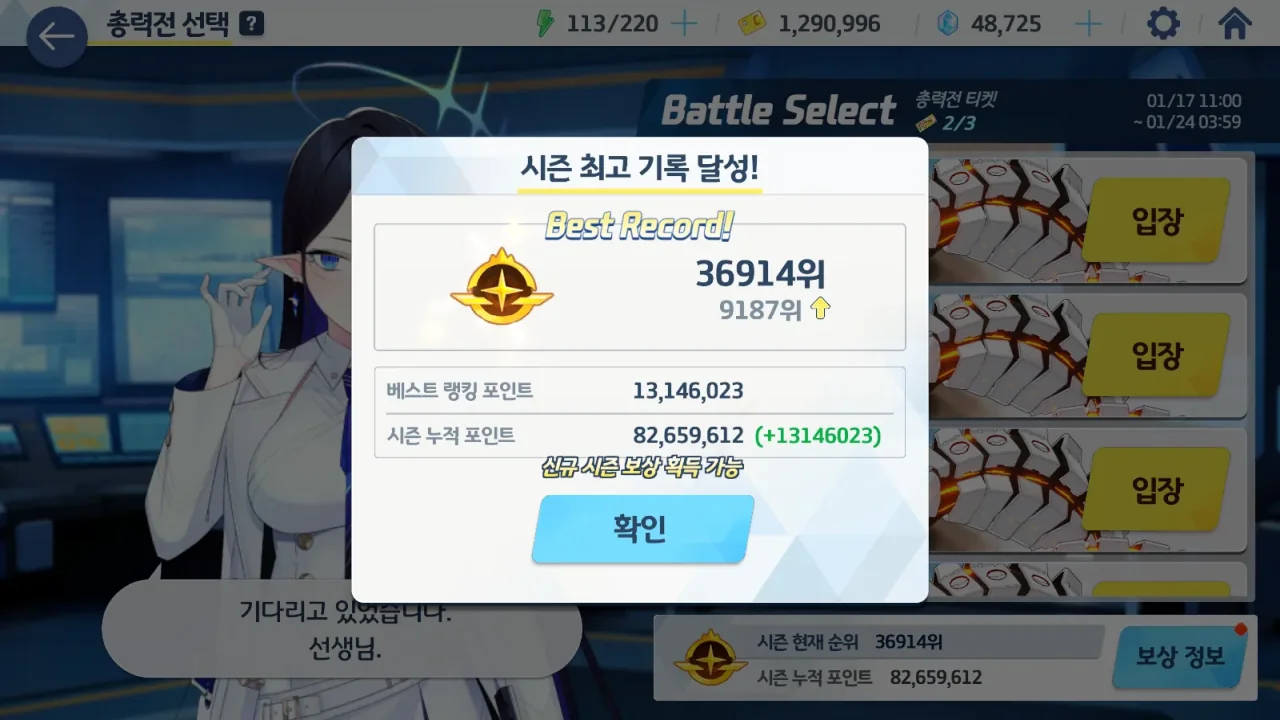 총력전 선택 ?
113/220
1,290,996
48,725
Battle Select
총력전 티켓
2/3
01/17 11:00
~ 01/24 03:59
시즌 최고 기록 달성!
Best Record!
36914위
9187위
베스트 랭킹 포인트 13,146,023
시즌 누적 포인트 82,659,612 (+13146023)
신규 시즌 보상 획득 가능
확인
입장
입장
입장
기다리고 있었습니다.
선생님.
시즌 현재 순위 36914위
시즌 누적 포인트 82,659,612
보상 정보